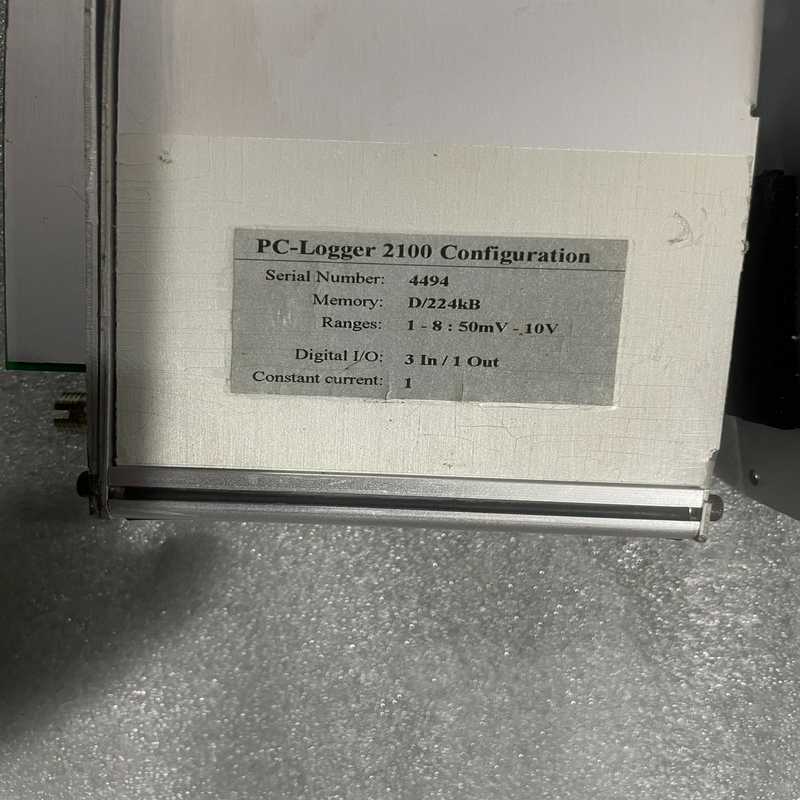 PC-Logger 2100 Configuration
Serial Number: 4494
Memory: D/224kB
Ranges: 1 - 8 : 50mV - 10V
Digital I/O: 3 In / 1 Out
Constant current: 1